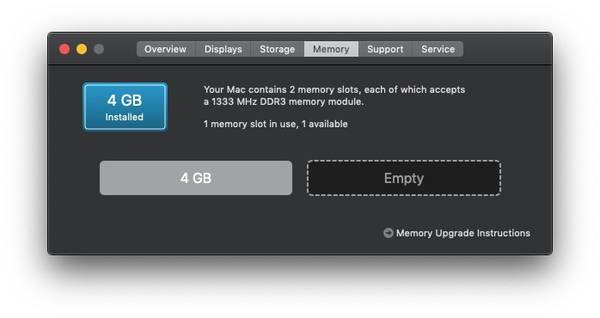 Overview Displays Storage Memory Support Service
4 GB
Installed
Your Mac contains 2 memory slots, each of which accepts
a 1333 MHz DDR3 memory module.
1 memory slot in use, 1 available
4 GB Empty
Memory Upgrade Instructions